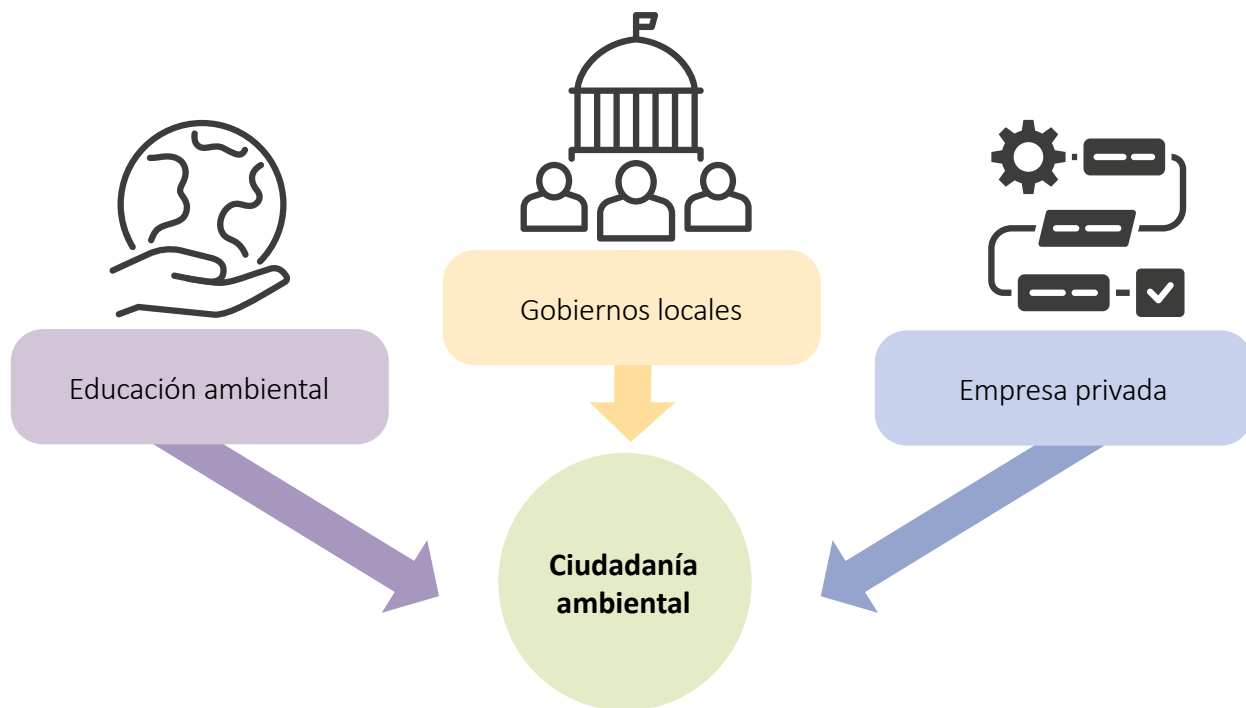 Gobiernos locales
Educación ambiental
Empresa privada
Ciudadanía
ambiental